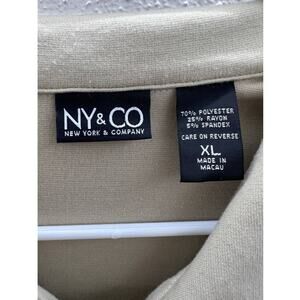 NY&CO
NEW YORK & COMPANY
70% POLYESTER
25% RAYON
5% SPANDEX
CARE ON REVERSE
XL
MADE IN
MACAU